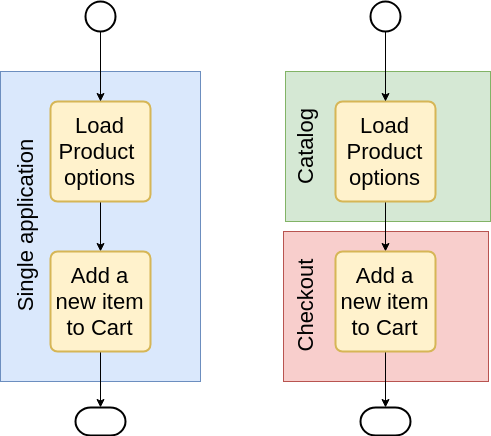 Single application
Load
Product
options
Add a
new item
to Cart
Catalog
Load
Product
options
Checkout
Add a
new item
to Cart